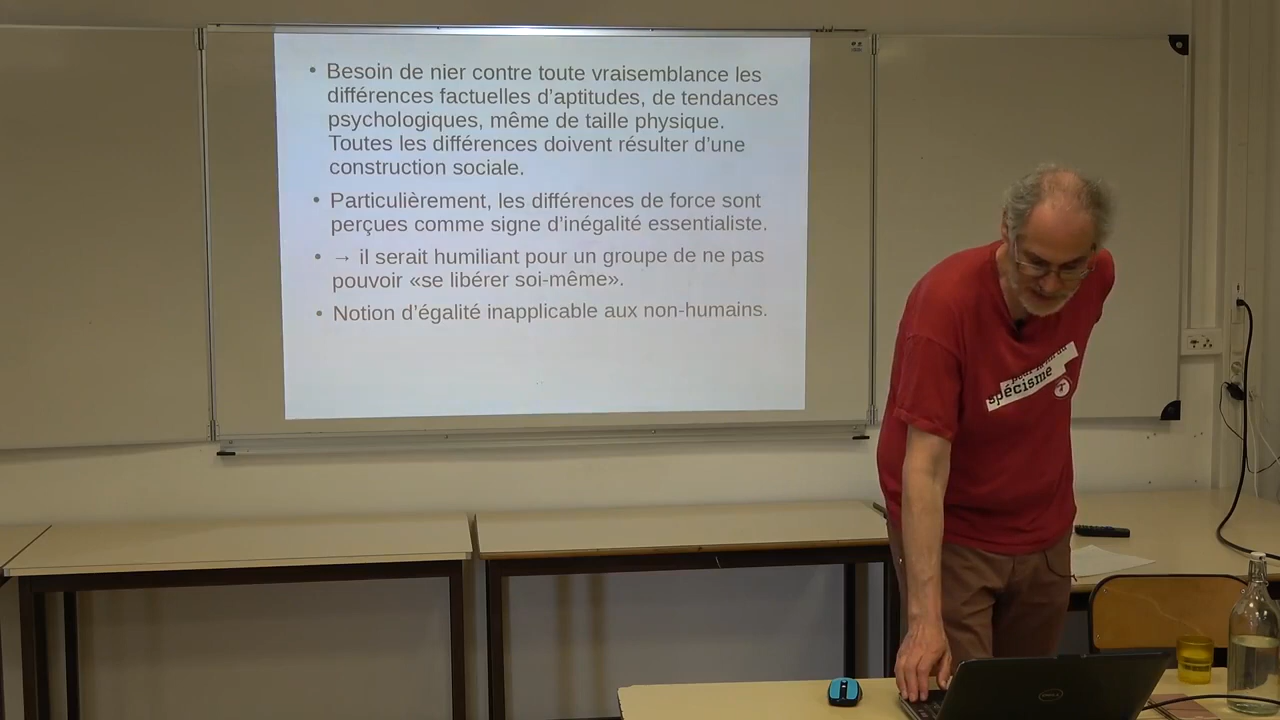 • Besoin de nier contre toute vraisemblance les
différences factuelles d’aptitudes, de tendances
psychologiques, même de taille physique.
Toutes les différences doivent résulter d’une
construction sociale.
• Particulièrement, les différences de force sont
perçues comme signe d’inégalité essentialiste.
• → il serait humiliant pour un groupe de ne pas
pouvoir «se libérer soi-même».
• Notion d’égalité inapplicable aux non-humains.
spécisme
DELL